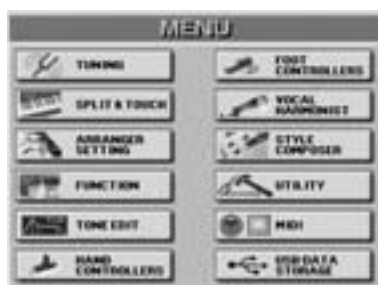 MENU
TUNING
FOOT
CONTROLLERS
SPLIT & TOUCH
VOCAL
HARMONIST
ARRANGER
SETTING
STYLE
COMPOSER
FUNCTION
UTILITY
TONE EDIT
MIDI
HAND
CONTROLLERS
USB DATA
STORAGE